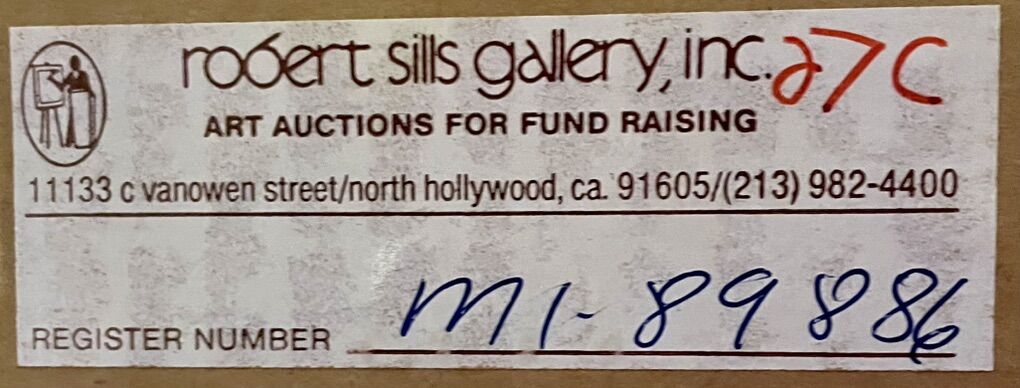 robert sills gallery, inc. 27C
ART AUCTIONS FOR FUND RAISING
11133 c vanowen street/north hollywood, ca. 91605/(213) 982-4400
REGISTER NUMBER M1-89886